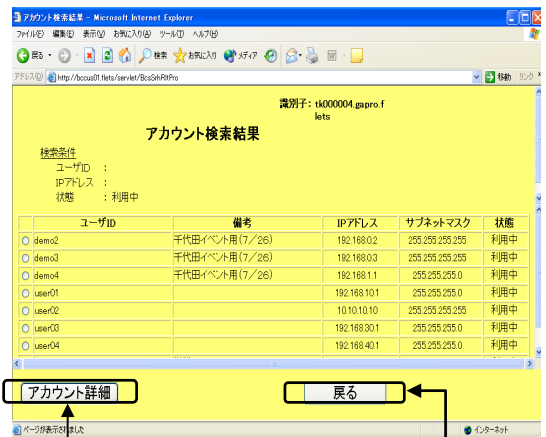 アカウント検索結果 - Microsoft Internet Explorer
ファイル(F) 編集(E) 表示(V) お気に入り(A) ツール(T) ヘルプ(H)
戻る 検索 お気に入り メディア
アドレス(D) http://bccus01.flets/servlet/BcsSrhRltPro 移動 リンク
識別子: tk000004.gapro.f
lets
アカウント検索結果
検索条件
ユーザID :
IPアドレス :
状態 : 利用中
ユーザID 備考 IPアドレス サブネットマスク 状態
demo2 千代田イベント用(7/26) 192.168.0.2 255.255.255.255 利用中
demo3 千代田イベント用(7/26) 192.168.0.3 255.255.255.255 利用中
demo4 千代田イベント用(7/26) 192.168.1.1 255.255.255.0 利用中
user01 192.168.10.1 255.255.255.0 利用中
user02 10.10.10.10 255.255.255.255 利用中
user03 192.168.30.1 255.255.255.0 利用中
user04 192.168.40.1 255.255.255.0 利用中
アカウント詳細 戻る
ページが表示されました インターネット